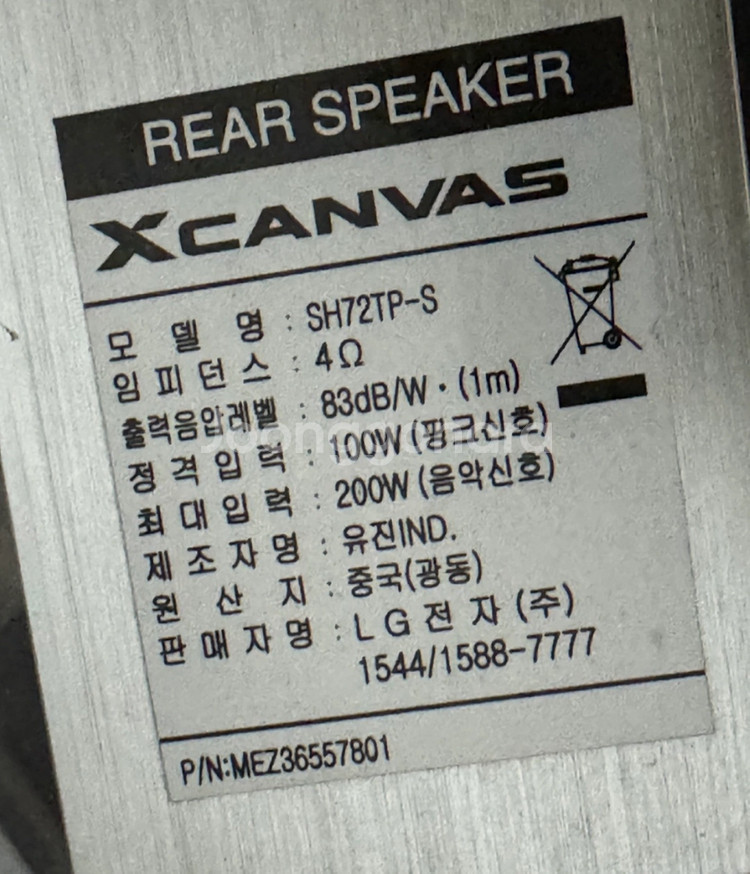 REAR SPEAKER
XCANVAS
모 델 명 : SH72TP-S
임 피 던 스 : 4Ω
출력음압레벨 : 83dB/W·(1m)
정 격 입 력 : 100W (핑크신호)
최 대 입 력 : 200W (음악신호)
제 조 자 명 : 유진IND.
원 산 지 : 중국(광동)
판 매 자 명 : L G 전 자 (주)
1544/1588-7777
P/N:MEZ36557801